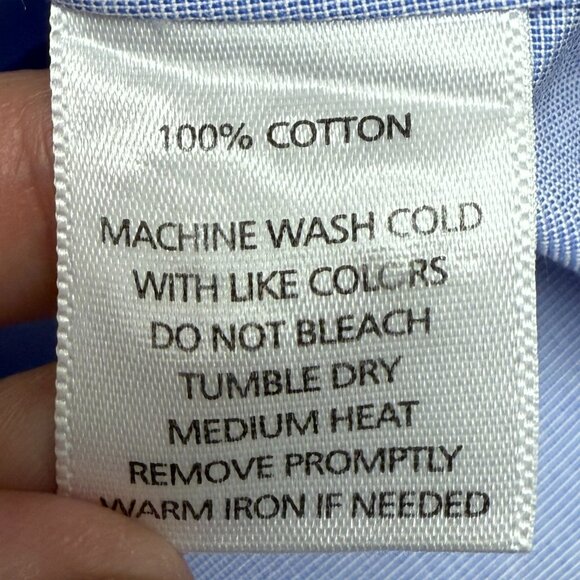 100% COTTON
MACHINE WASH COLD
WITH LIKE COLORS
DO NOT BLEACH
TUMBLE DRY
MEDIUM HEAT
REMOVE PROMPTLY
WARM IRON IF NEEDED